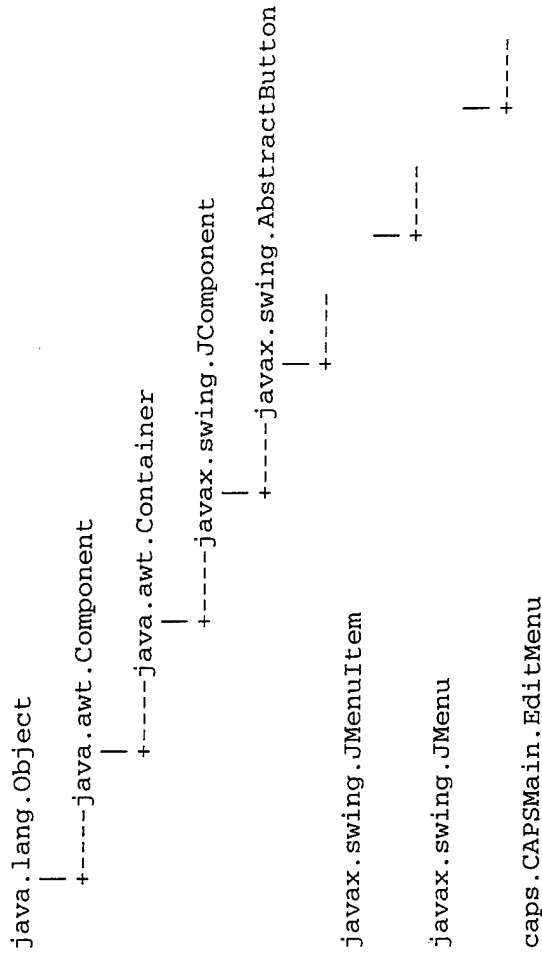 java.lang.Object
|
+----java.awt.Component
|
+----java.awt.Container
|
+-----javax.swing.JComponent
|
+----javax.swing.AbstractButton
|
+-----
javax.swing.JMenuItem
|
+-----
javax.swing.JMenu
|
+-----
caps.CAPSMain.EditMenu